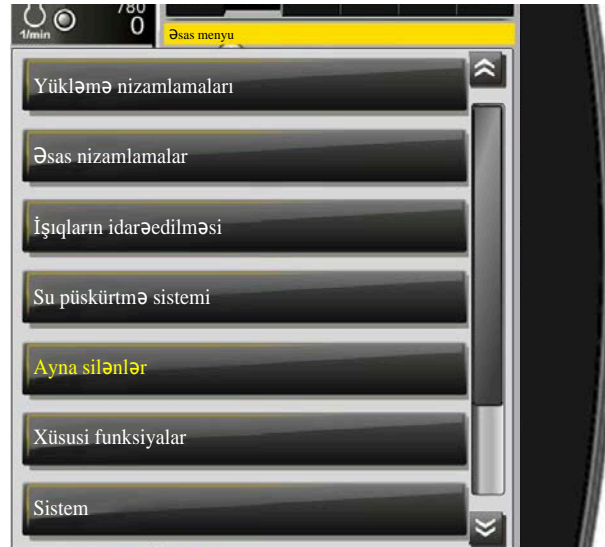 780
1/min
0
Əsas menyu
Yükləmə nizamlamaları
Əsas nizamlamalar
İşıqların idarəedilməsi
Su püskürtmə sistemi
Ayna silənlər
Xüsusi funksiyalar
Sistem